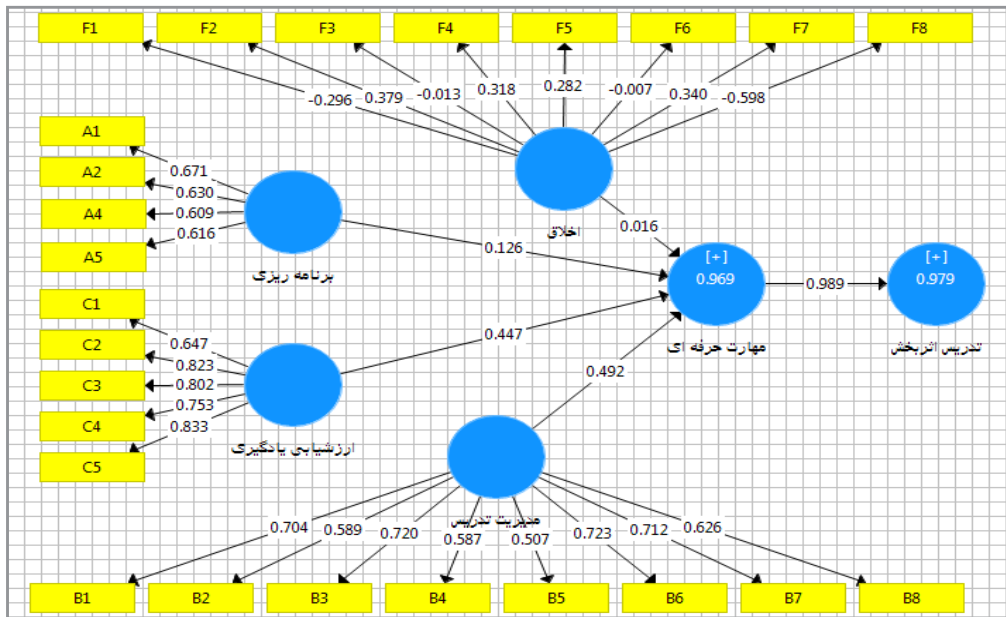 F1 F2 F3 F4 F5 F6 F7 F8
-0.296 0.379 -0.013 0.318 0.282 -0.007 0.340 -0.598
A1
A2
A4
A5
0.671
0.630
0.609
0.616
برنامه ریزی
اخلاق
0.126
0.016
C1
C2
C3
C4
C5
0.647
0.823
0.802
0.753
0.833
ارزشیابی یادگیری
0.447
0.492
[+]
0.969
مهارت حرفه ای
0.989
[+]
0.979
تدریس اثربخش
مدیریت تدریس
0.704 0.589 0.720 0.587 0.507 0.723 0.712 0.626
B1 B2 B3 B4 B5 B6 B7 B8